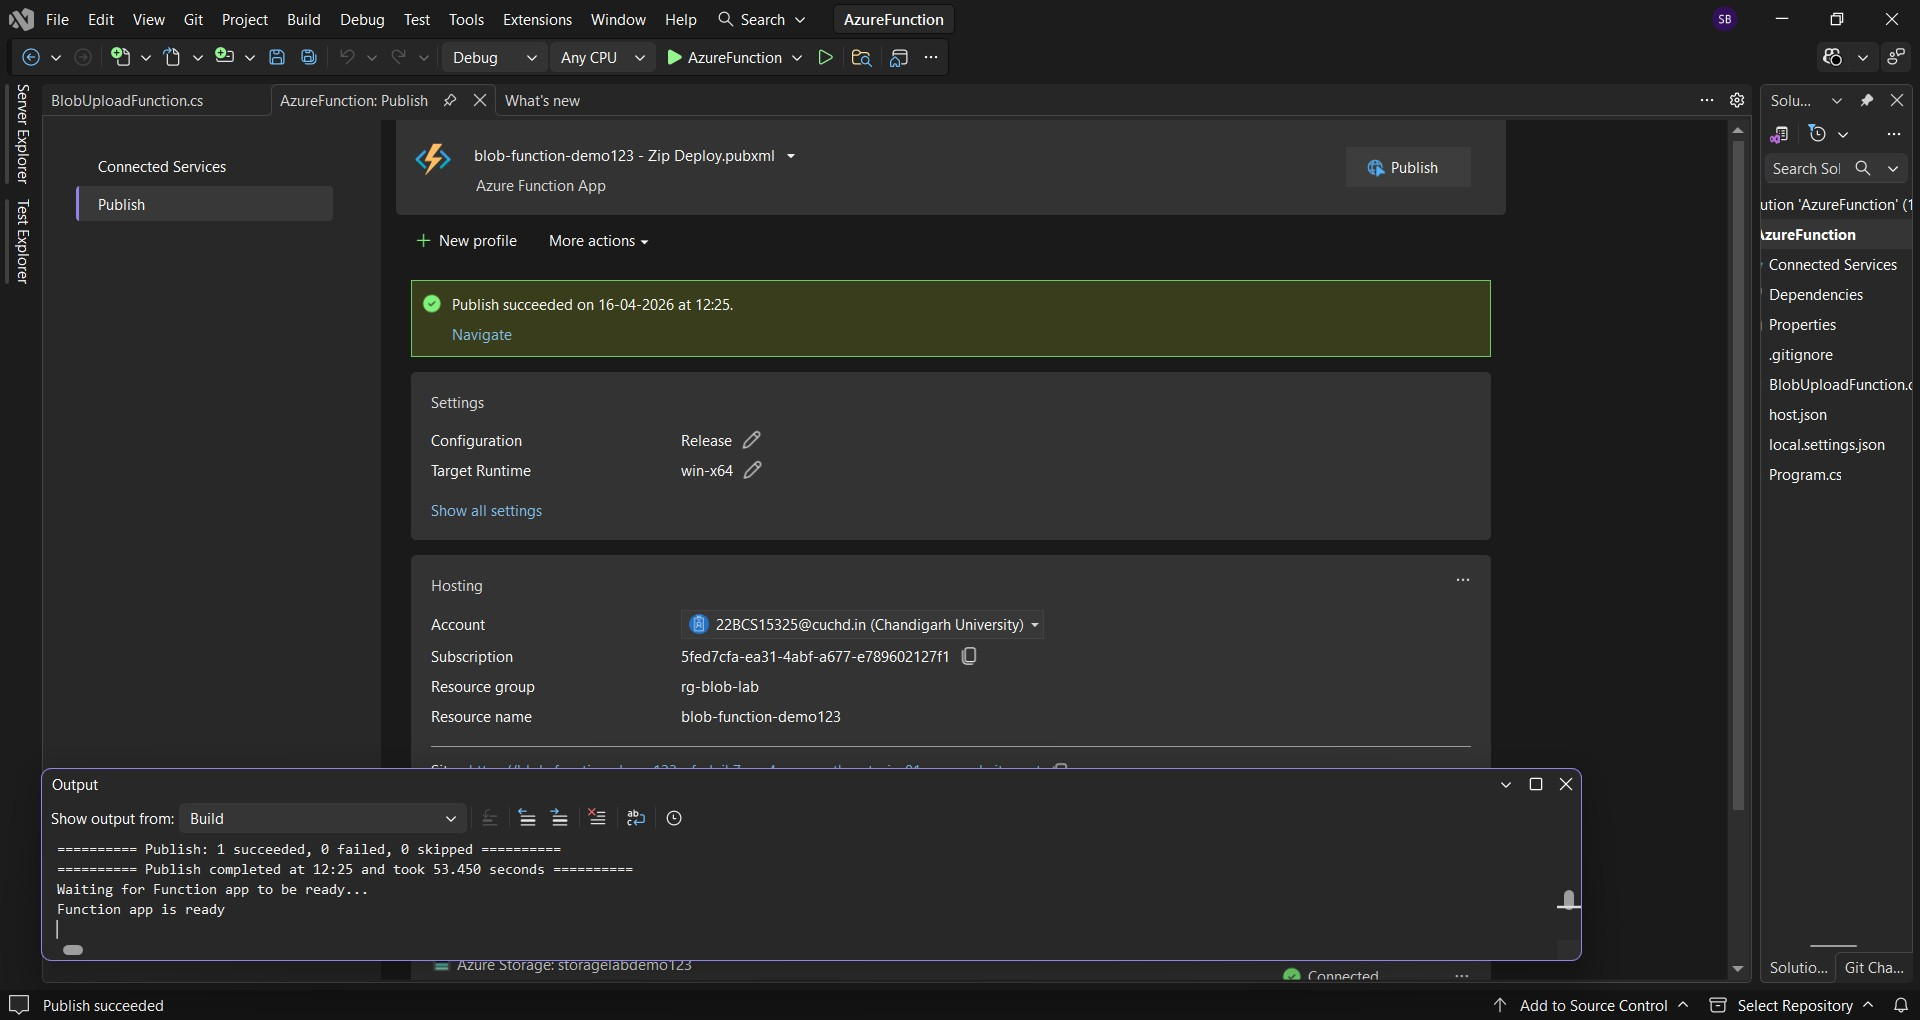 File Edit View Git Project Build Debug Test Tools Extensions Window Help Search AzureFunction SB
Debug Any CPU AzureFunction
Server Explorer
Test Explorer
BlobUploadFunction.cs AzureFunction: Publish What's new
Connected Services
Publish
blob-function-demo123 - Zip Deploy.pubxml
Azure Function App
Publish
New profile More actions
Publish succeeded on 16-04-2026 at 12:25.
Navigate
Settings
Configuration Release
Target Runtime win-x64
Show all settings
Hosting
Account 22BCS15325@cuchd.in (Chandigarh University)
Subscription 5fed7cfa-ea31-4abf-a677-e789602127f1
Resource group rg-blob-lab
Resource name blob-function-demo123
Output
Show output from: Build
========== Publish: 1 succeeded, 0 failed, 0 skipped ==========
========== Publish completed at 12:25 and took 53.450 seconds ==========
Waiting for Function app to be ready...
Function app is ready
Azure Storage: storagelabdemo123
Connected
Solu...
Search Sol
ution 'AzureFunction' (1
AzureFunction
Connected Services
Dependencies
Properties
.gitignore
BlobUploadFunction.c
host.json
local.settings.json
Program.cs
Solutio... Git Cha...
Publish succeeded Add to Source Control Select Repository